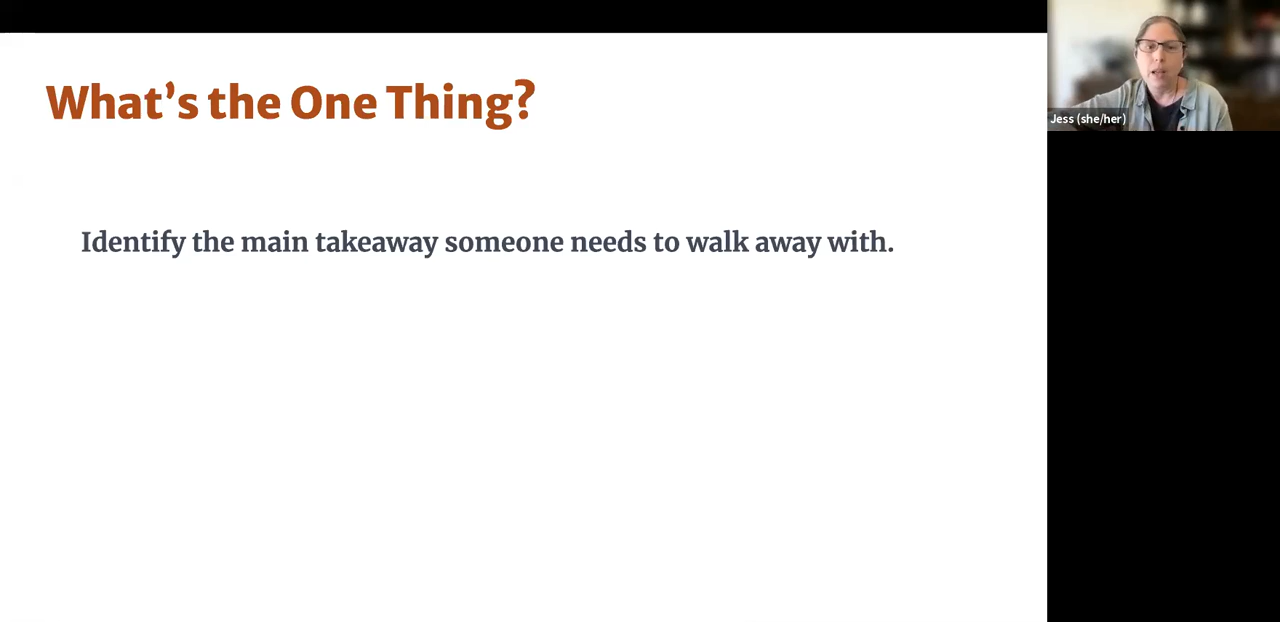 What’s the One Thing?
Identify the main takeaway someone needs to walk away with.
Jess (she/her)